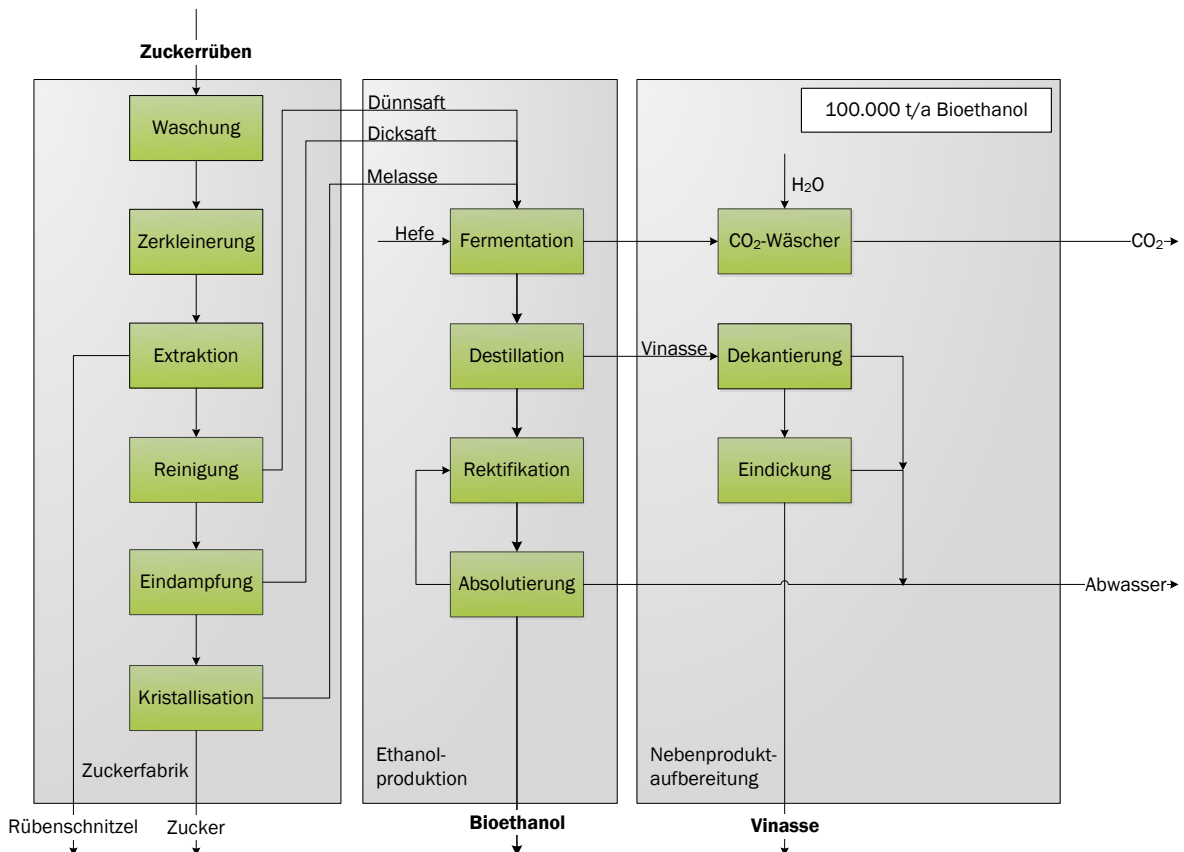 Zuckerrüben
Waschung
Zerkleinerung
Extraktion
Reinigung
Eindampfung
Kristallisation
Zuckerfabrik
Rübenschnitzel
Zucker
Dünnsaft
Dicksaft
Melasse
Hefe
Fermentation
Destillation
Rektifikation
Absolutierung
Ethanol-
produktion
Bioethanol
100.000 t/a Bioethanol
H₂O
CO₂-Wäscher
CO₂
Vinasse
Dekantierung
Eindickung
Abwasser
Nebenprodukt-
aufbereitung
Vinasse